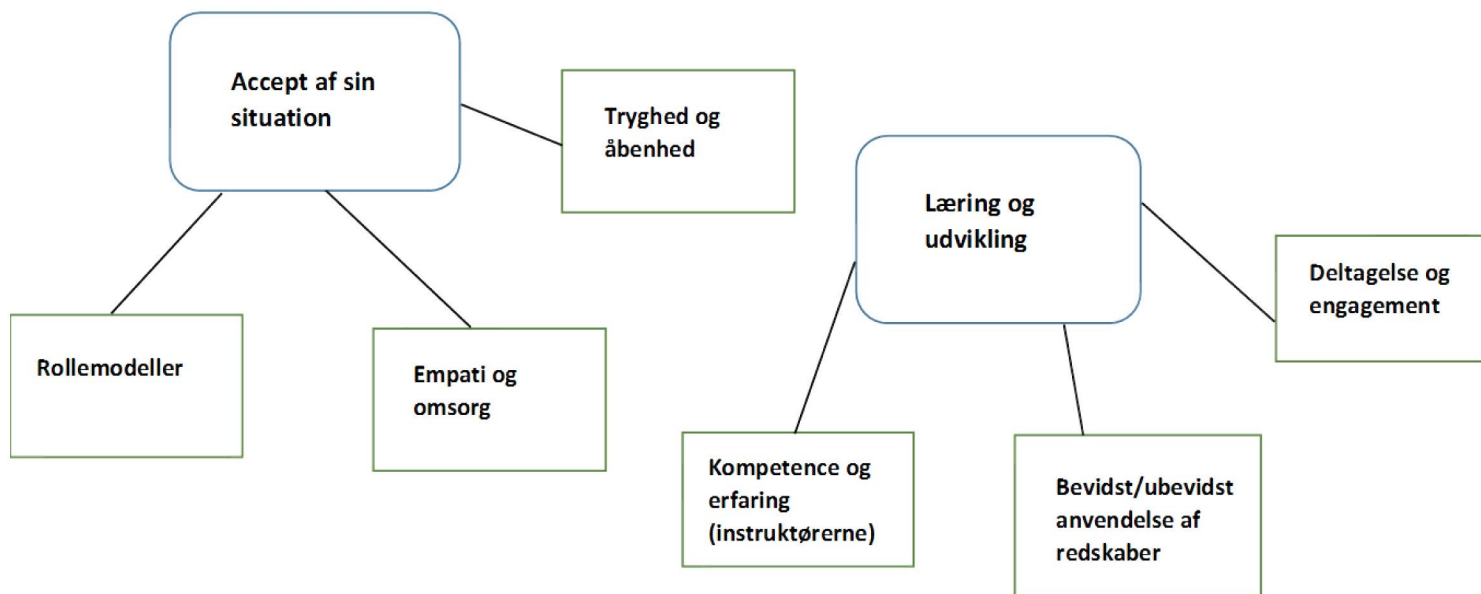 Accept af sin
situation
Tryghed og
åbenhed
Rollemodeller
Empati og
omsorg
Læring og
udvikling
Deltagelse og
engagement
Kompetence og
erfaring
(instruktørerne)
Bevidst/ubevidst
anvendelse af
redskaber